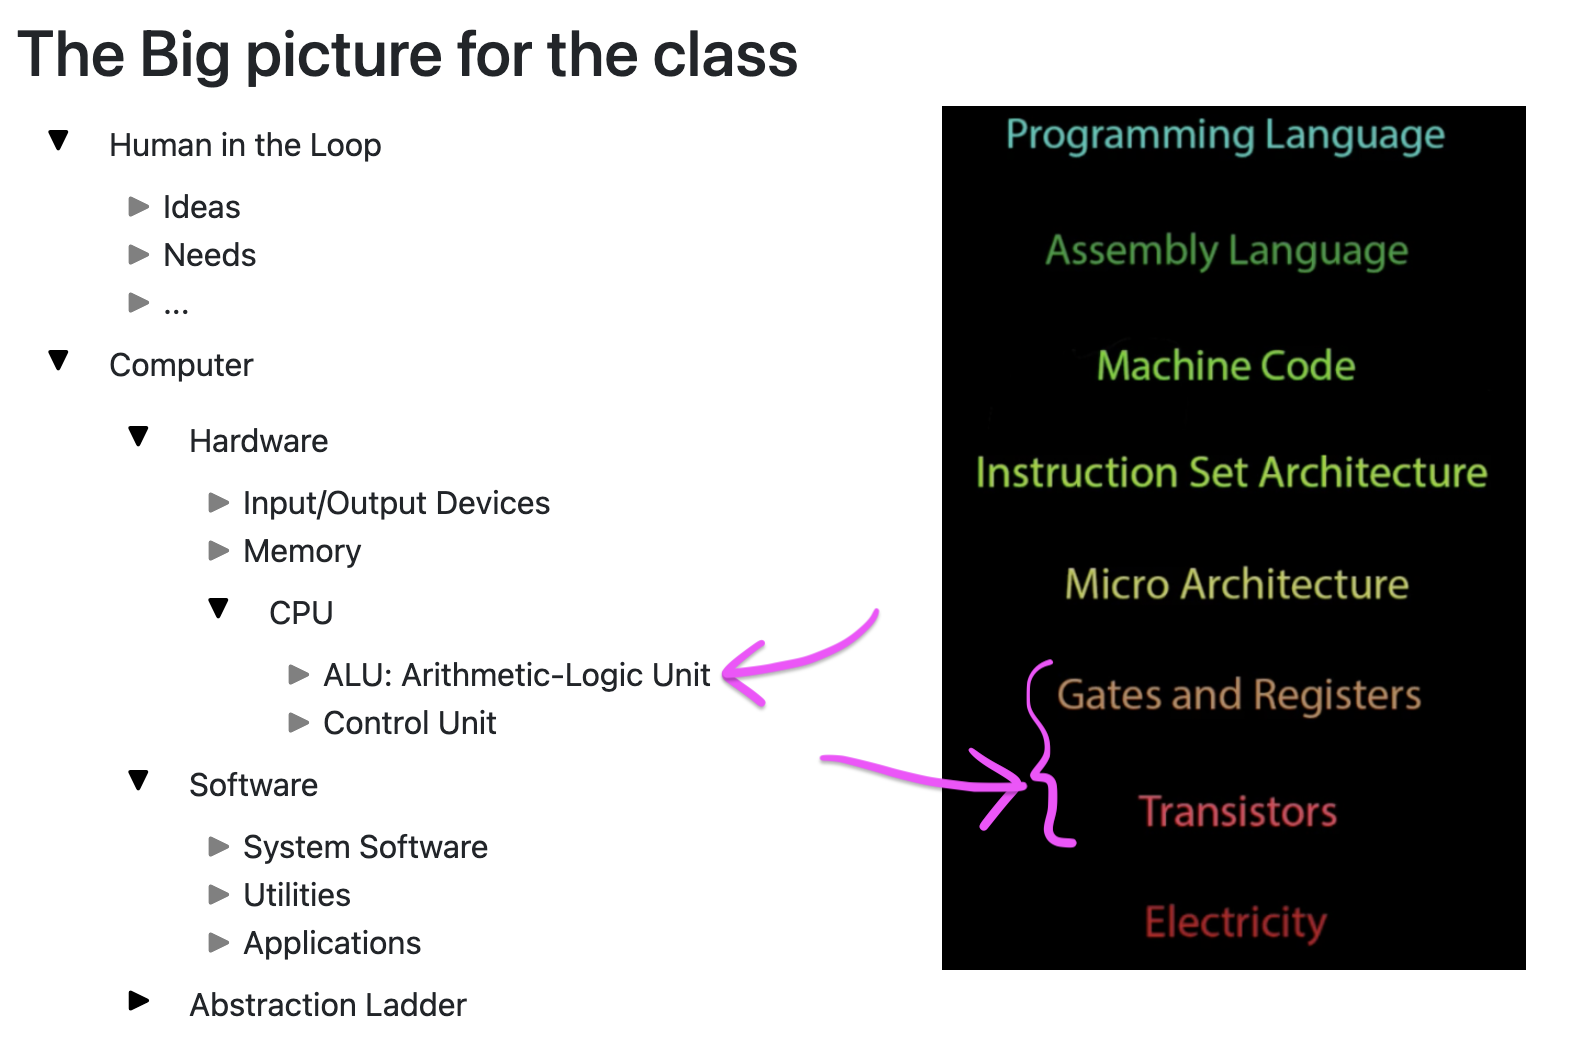 The Big picture for the class
Human in the Loop
Ideas
Needs
...
Computer
Hardware
Input/Output Devices
Memory
CPU
ALU: Arithmetic-Logic Unit
Control Unit
Software
System Software
Utilities
Applications
Abstraction Ladder
Programming Language
Assembly Language
Machine Code
Instruction Set Architecture
Micro Architecture
Gates and Registers
Transistors
Electricity